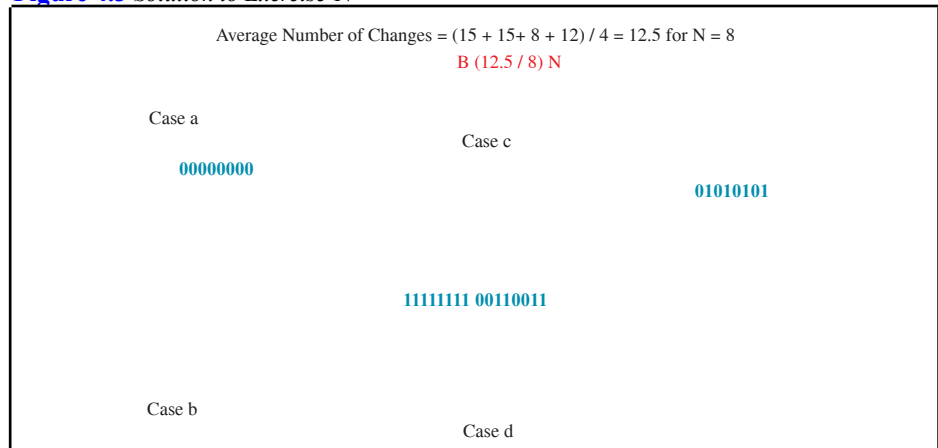 Average Number of Changes = (15 + 15+ 8 + 12) / 4 = 12.5 for N = 8
B (12.5 / 8) N
Case a
Case c
00000000
01010101
11111111 00110011
Case b
Case d